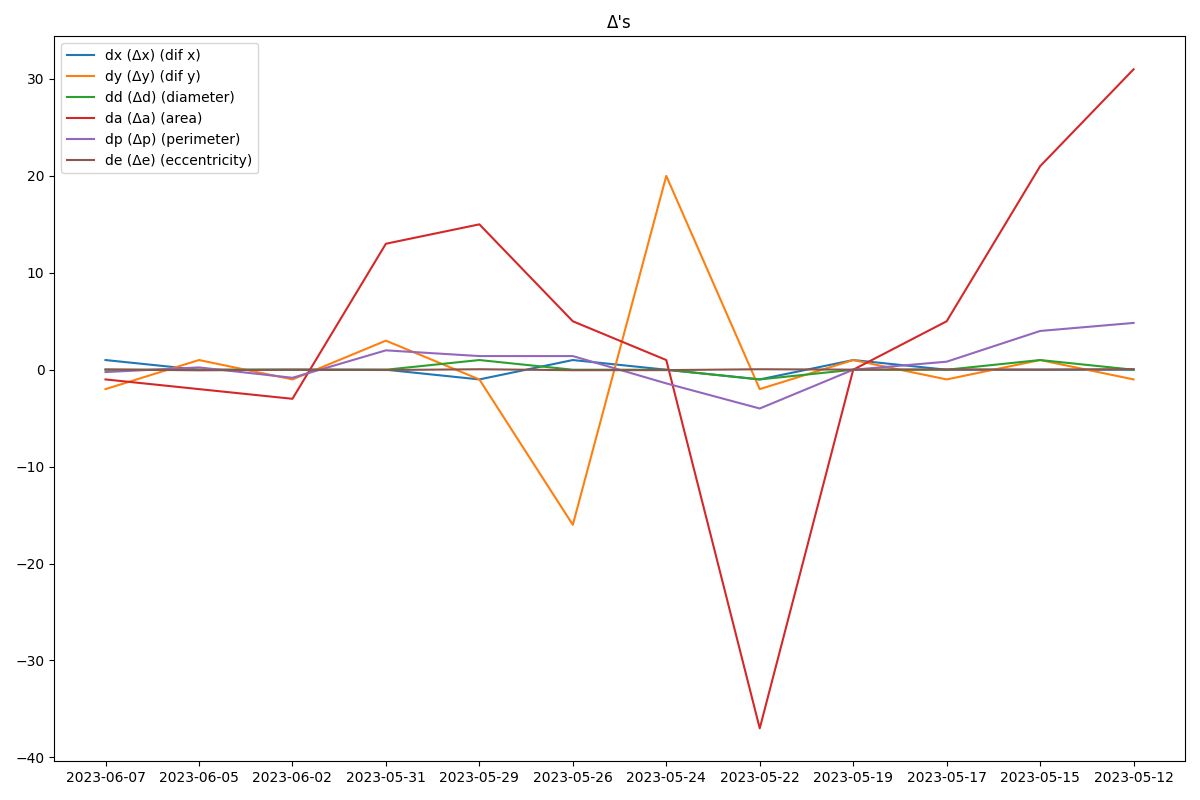 Δ's
dx (Δx) (dif x)
dy (Δy) (dif y)
dd (Δd) (diameter)
da (Δa) (area)
dp (Δp) (perimeter)
de (Δe) (eccentricity)
30
20
10
0
−10
−20
−30
−40
2023-06-07 2023-06-05 2023-06-02 2023-05-31 2023-05-29 2023-05-26 2023-05-24 2023-05-22 2023-05-19 2023-05-17 2023-05-15 2023-05-12